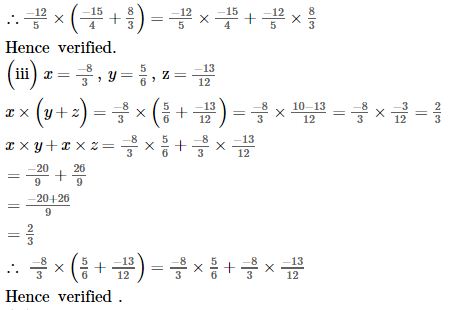 ∴ −12/5 × (−15/4 + 8/3) = −12/5 × −15/4 + −12/5 × 8/3
Hence verified.
(iii) x = −8/3 , y = 5/6 , z = −13/12
x × (y + z) = −8/3 × (5/6 + −13/12) = −8/3 × 10−13/12 = −8/3 × −3/12 = 2/3
x × y + x × z = −8/3 × 5/6 + −8/3 × −13/12
= −20/9 + 26/9
= −20+26/9
= 2/3
∴ −8/3 × (5/6 + −13/12) = −8/3 × 5/6 + −8/3 × −13/12
Hence verified .